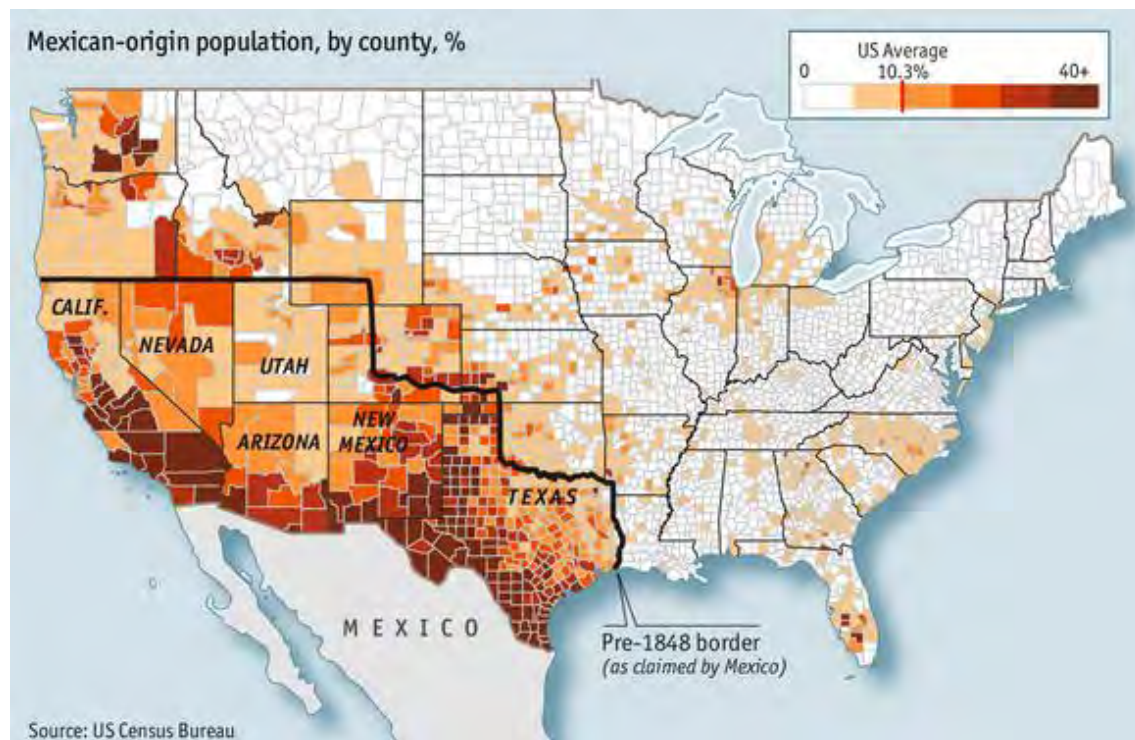 Mexican-origin population, by county, %
US Average
0 10.3% 40+
CALIF.
NEVADA
UTAH
ARIZONA
NEW
MEXICO
TEXAS
MEXICO
Pre-1848 border
(as claimed by Mexico)
Source: US Census Bureau